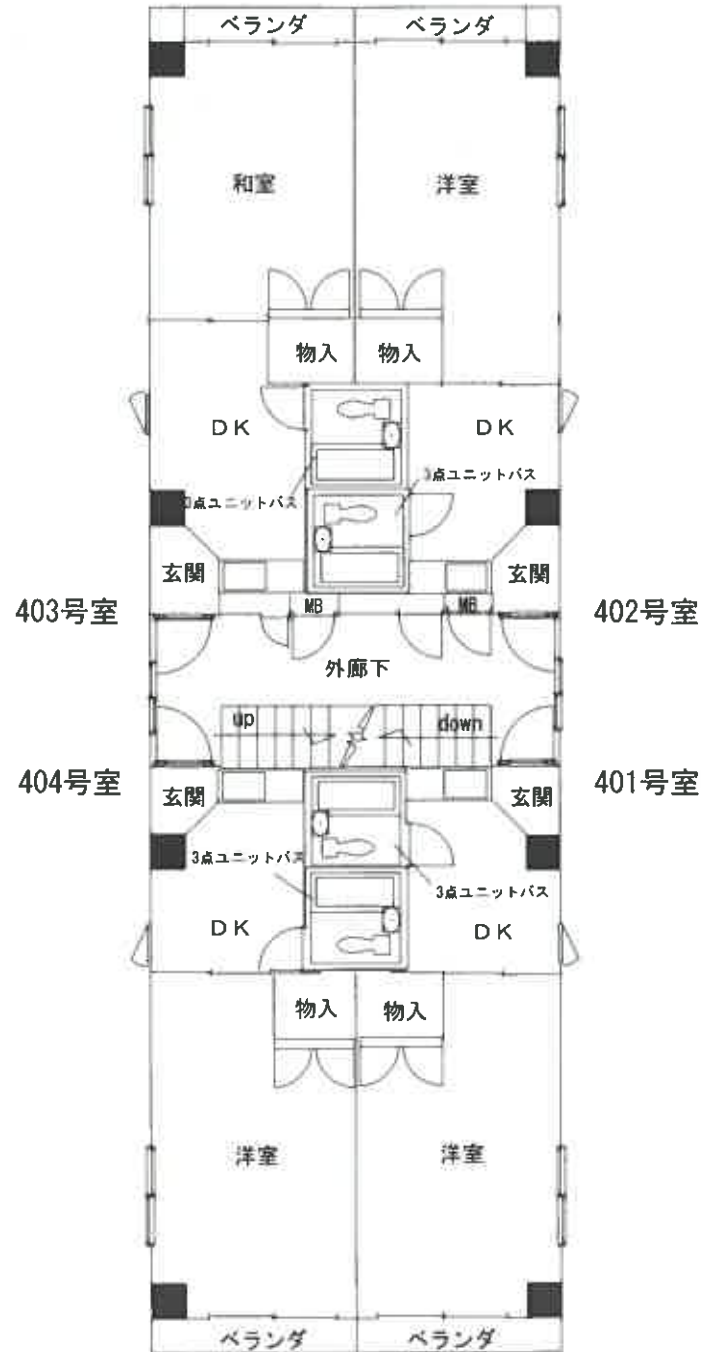 ベランダ
ベランダ
和室
洋室
物入
物入
DK
DK
3点ユニットバス
3点ユニットバス
玄関
玄関
403号室
MB
MB
402号室
外廊下
up
down
404号室
玄関
玄関
401号室
3点ユニットバス
3点ユニットバス
DK
DK
物入
物入
洋室
洋室
ベランダ
ベランダ